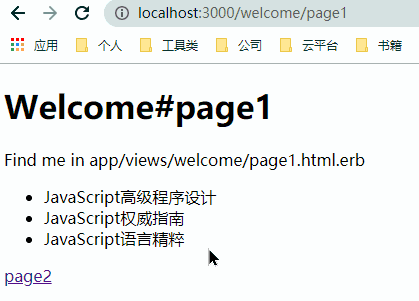 localhost:3000/welcome/page1
应用 个人 工具类 公司 云平台 书籍
Welcome#page1
Find me in app/views/welcome/page1.html.erb
JavaScript高级程序设计
JavaScript权威指南
JavaScript语言精粹
page2